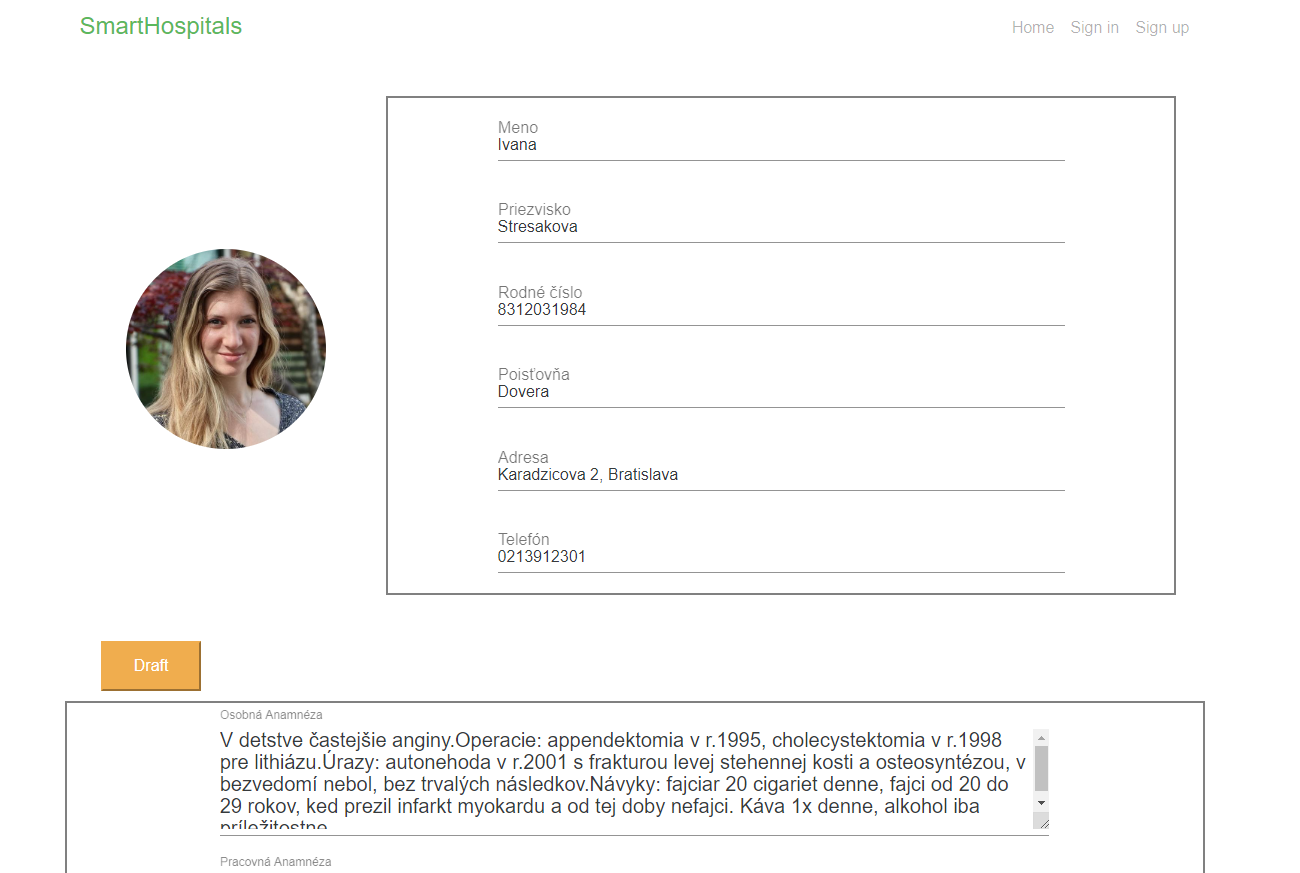 SmartHospitals
Home Sign in Sign up
Meno
Ivana
Priezvisko
Stresakova
Rodné číslo
8312031984
Poisťovňa
Dovera
Adresa
Karadzicova 2, Bratislava
Telefón
0213912301
Draft
Osobná Anamnéza
V detstve častejšie anginy.Operacie: appendektomia v r.1995, cholecystektomia v r.1998
pre lithiázu.Úrazy: autonehoda v r.2001 s frakturou levej stehennej kosti a osteosyntézou, v
bezvedomí nebol, bez trvalých následkov.Návyky: fajciar 20 cigariet denne, fajci od 20 do
29 rokov, ked prezil infarkt myokardu a od tej doby nefajci. Káva 1x denne, alkohol iba
príležitostne
Pracovná Anamnéza